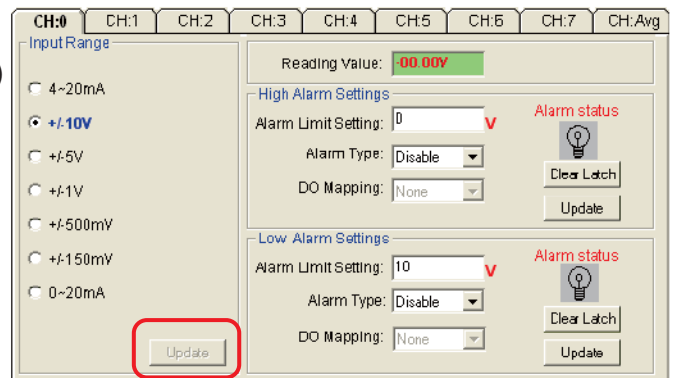 CH:0 CH:1 CH:2 CH:3 CH:4 CH:5 CH:6 CH:7 CH:Avg
Input Range
4~20mA
+/-10V
+/-5V
+/-1V
+/-500mV
+/-150mV
0~20mA
Update
Reading Value: -00.00V
High Alarm Settings
Alarm Limit Setting: 0 V
Alarm Type: Disable
DO Mapping: None
Alarm status
Clear Latch
Update
Low Alarm Settings
Alarm Limit Setting: 10 V
Alarm Type: Disable
DO Mapping: None
Alarm status
Clear Latch
Update